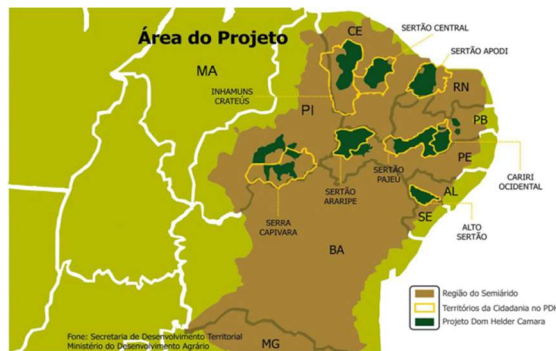 Área do Projeto
CE
SERTÃO CENTRAL
SERTÃO APODI
MA
INHAMUNS
CRATEÚS
RN
PI
PB
PE
CARIRI
OCIDENTAL
SERTÃO
PAJEÚ
SERTÃO
ARARIPE
AL
SERRA
CAPIVARA
SE
ALTO
SERTÃO
BA
Região do Semiárido
Territórios da Cidadania no PDH
Projeto Dom Helder Camara
Fone: Secretaria de Desenvolvimento Territorial
Ministério do Desenvolvimento Agrário
MG